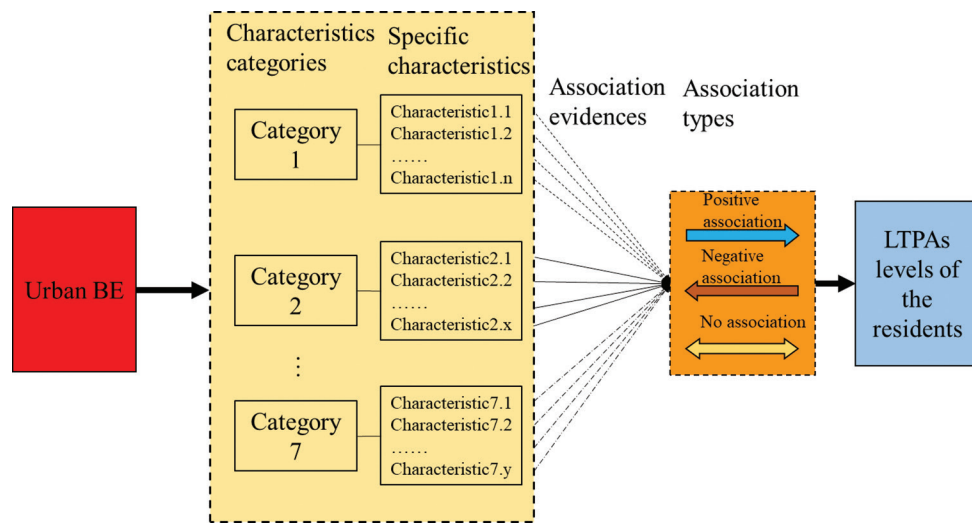 Urban BE
Characteristics
categories
Specific
characteristics
Category
1
Characteristic1.1
Characteristic1.2
……
Characteristic1.n
Category
2
Characteristic2.1
Characteristic2.2
……
Characteristic2.x
⋮
Category
7
Characteristic7.1
Characteristic7.2
……
Characteristic7.y
Association
evidences
Association
types
Positive
association
Negative
association
No association
LTPAs
levels of
the
residents